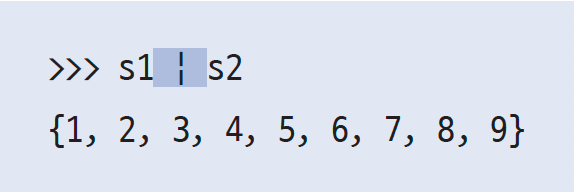 >>> s1 ¦ s2
{1, 2, 3, 4, 5, 6, 7, 8, 9}